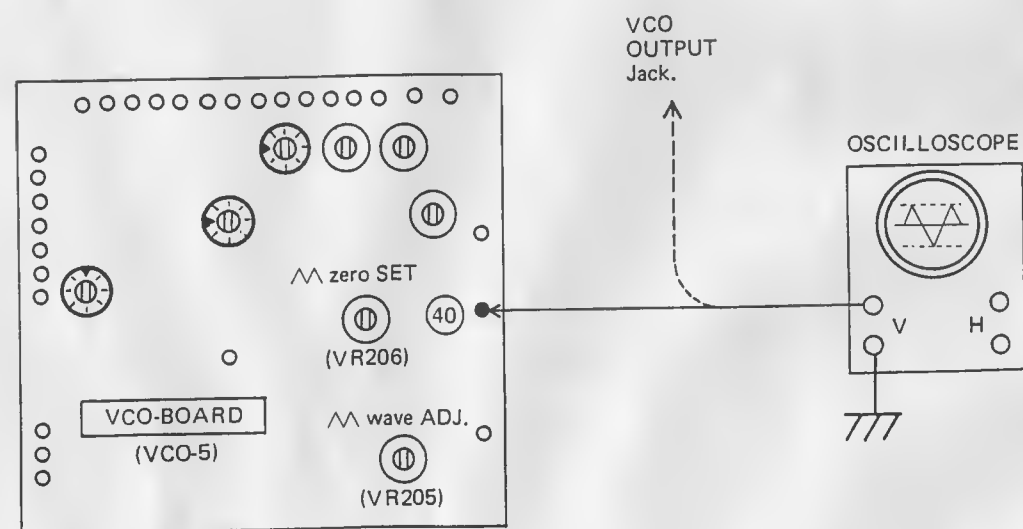 VCO
OUTPUT
Jack.
OSCILLOSCOPE
zero SET
40
(VR206)
V
H
VCO-BOARD
(VCO-5)
wave ADJ.
(VR205)